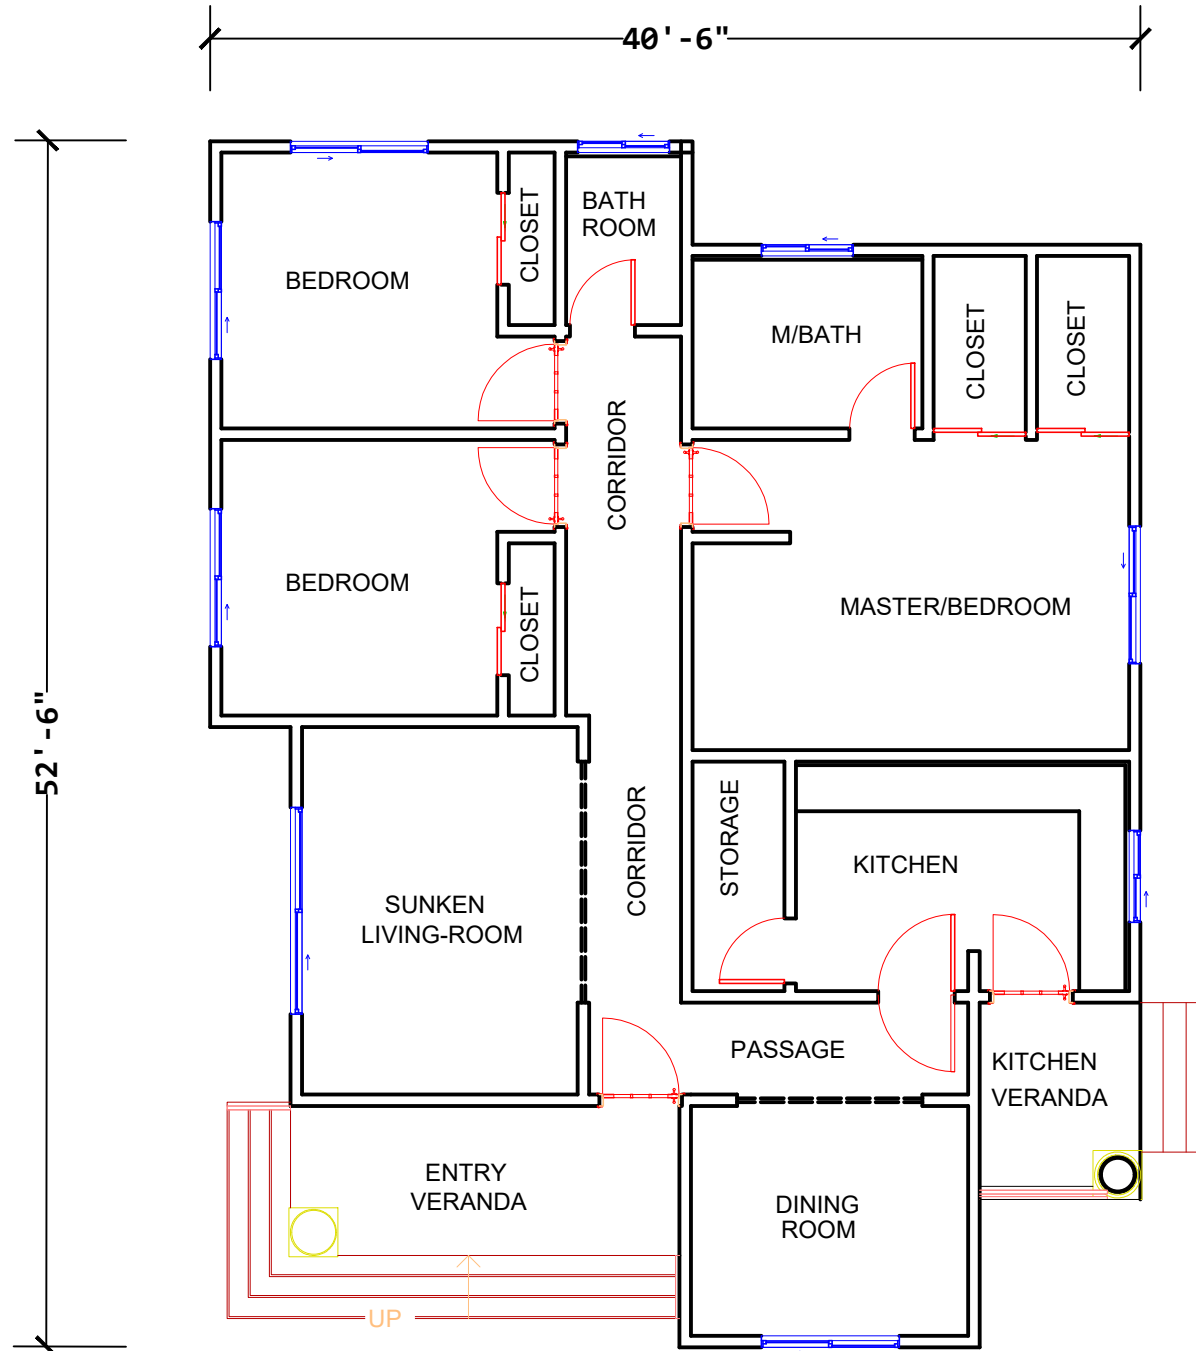 40'-6"
BATH
ROOM
CLOSET
BEDROOM
M/BATH
CLOSET
CLOSET
CORRIDOR
BEDROOM
CLOSET
MASTER/BEDROOM
52'-6"
STORAGE
CORRIDOR
KITCHEN
SUNKEN
LIVING-ROOM
PASSAGE
KITCHEN
VERANDA
ENTRY
VERANDA
DINING
ROOM
UP